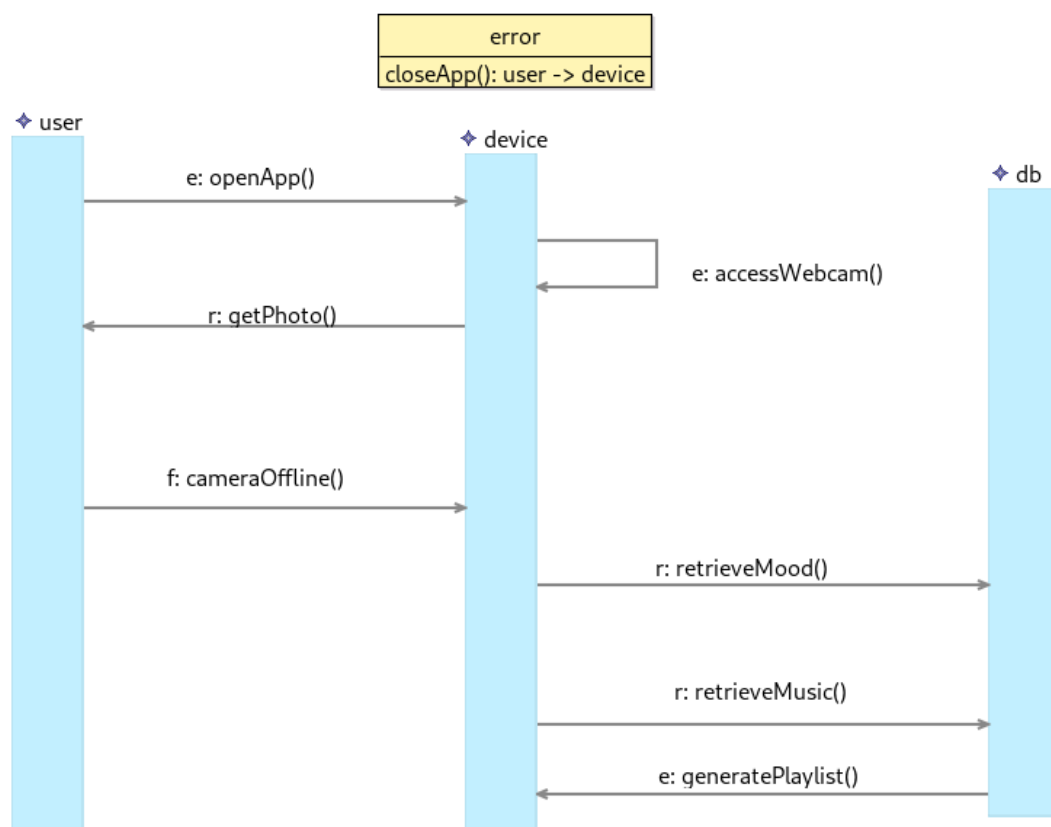 error
closeApp(): user -> device
user
device
db
e: openApp()
e: accessWebcam()
r: getPhoto()
f: cameraOffline()
r: retrieveMood()
r: retrieveMusic()
e: generatePlaylist()